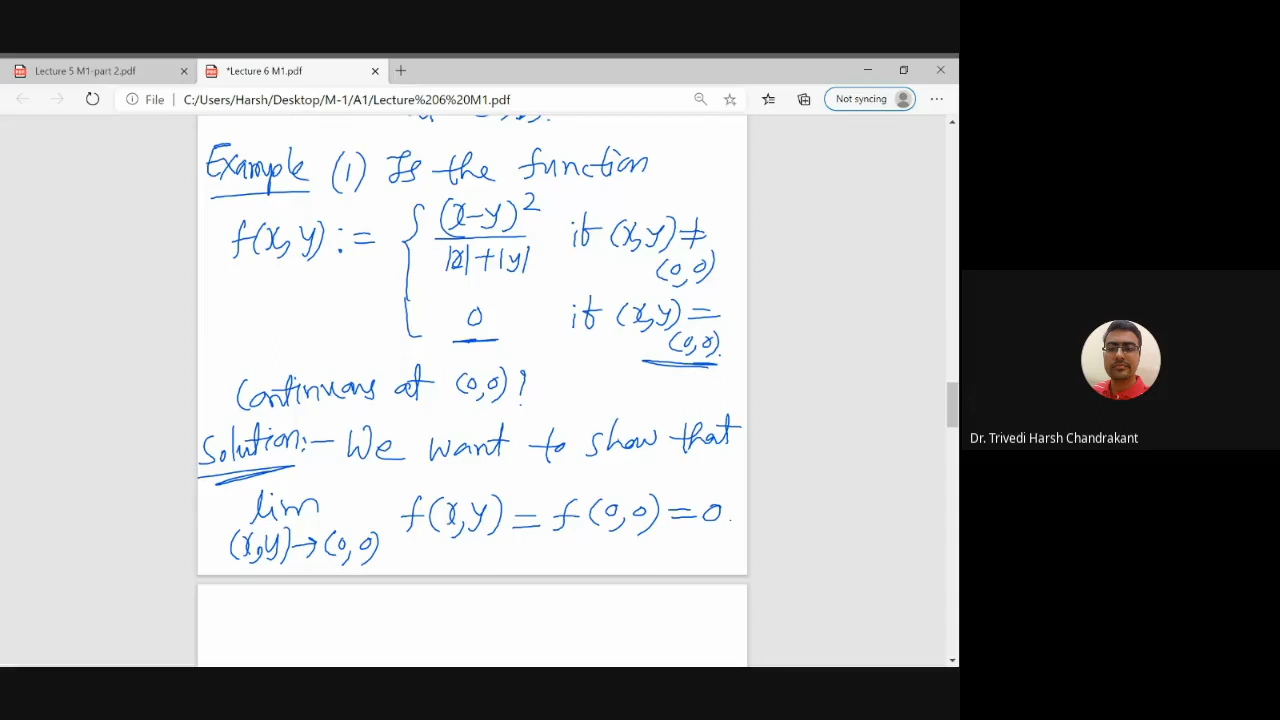 Lecture 5 M1-part 2.pdf
*Lecture 6 M1.pdf
File
C:/Users/Harsh/Desktop/M-1/A1/Lecture%206%20M1.pdf
Not syncing
Example (1) Is the function
f(x,y) := { (x-y)^2 / |x|+|y| if (x,y) ≠ (0,0)
0 if (x,y) = (0,0).
continuous at (0,0)?
Solution:- We want to show that
lim (x,y)→(0,0) f(x,y) = f(0,0) = 0.
Dr. Trivedi Harsh Chandrakant